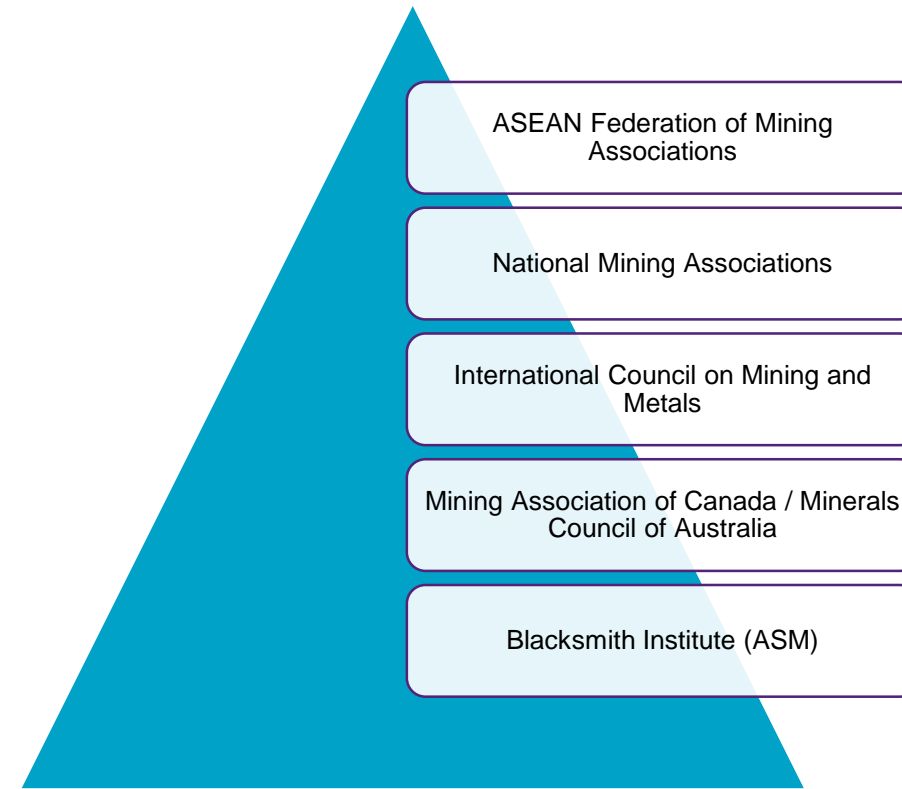 ASEAN Federation of Mining
Associations
National Mining Associations
International Council on Mining and
Metals
Mining Association of Canada / Minerals
Council of Australia
Blacksmith Institute (ASM)